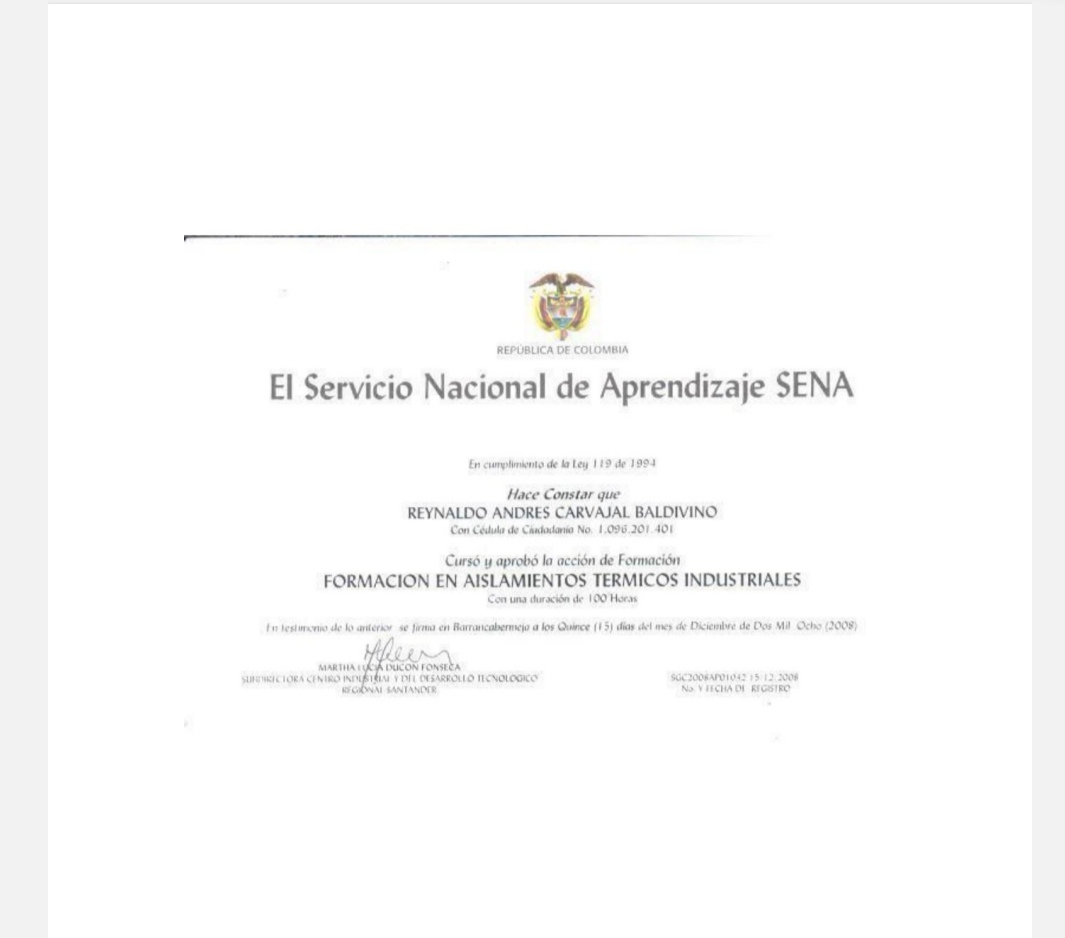 REPÚBLICA DE COLOMBIA
El Servicio Nacional de Aprendizaje SENA
En cumplimiento de la Ley 119 de 1994
Hace Constar que
REYNALDO ANDRES CARVAJAL BALDIVINO
Con Cédula de Ciudadanía No. 1.096.201.401
Cursó y aprobó la acción de Formación
FORMACION EN AISLAMIENTOS TERMICOS INDUSTRIALES
Con una duración de 100 Horas
En testimonio de lo anterior se firma en Barrancabermeja a los Quince (15) días del mes de Diciembre de Dos Mil Ocho (2008)
MARTHA LUCIA DUCON FONSECA
SUBDIRECTORA CENTRO INDUSTRIAL Y DEL DESARROLLO TECNOLOGICO
REGIONAL SANTANDER
SGC2008AP01042 15-12-2008
No. Y FECHA DE REGISTRO